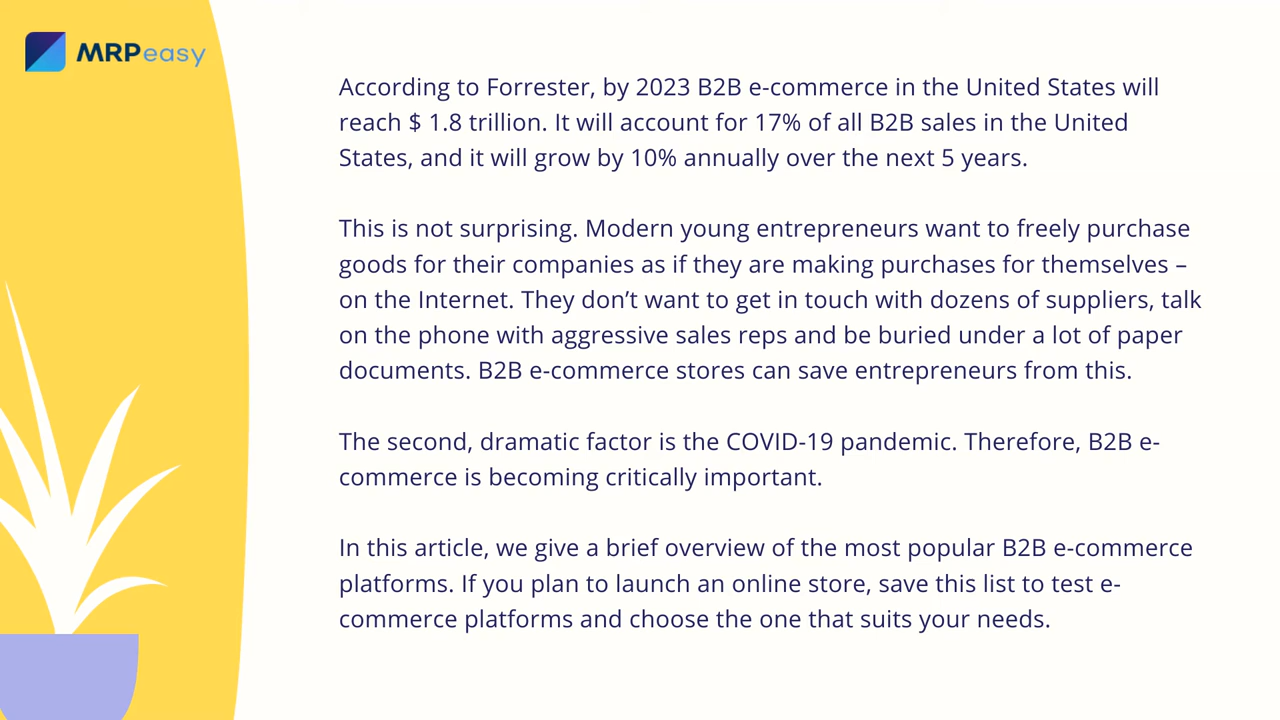 MRPeasy
According to Forrester, by 2023 B2B e-commerce in the United States will
reach $ 1.8 trillion. It will account for 17% of all B2B sales in the United
States, and it will grow by 10% annually over the next 5 years.
This is not surprising. Modern young entrepreneurs want to freely purchase
goods for their companies as if they are making purchases for themselves –
on the Internet. They don’t want to get in touch with dozens of suppliers, talk
on the phone with aggressive sales reps and be buried under a lot of paper
documents. B2B e-commerce stores can save entrepreneurs from this.
The second, dramatic factor is the COVID-19 pandemic. Therefore, B2B e-
commerce is becoming critically important.
In this article, we give a brief overview of the most popular B2B e-commerce
platforms. If you plan to launch an online store, save this list to test e-
commerce platforms and choose the one that suits your needs.